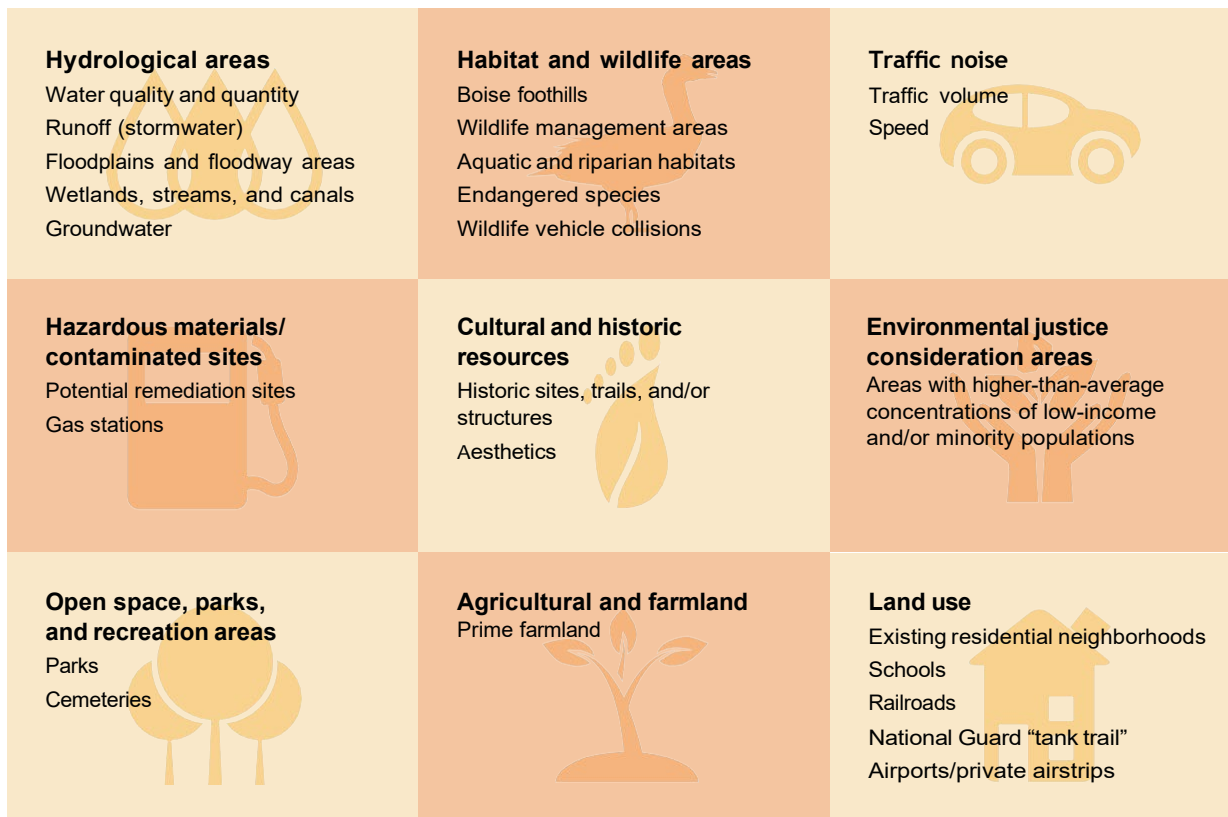 Hydrological areas
Water quality and quantity
Runoff (stormwater)
Floodplains and floodway areas
Wetlands, streams, and canals
Groundwater
Habitat and wildlife areas
Boise foothills
Wildlife management areas
Aquatic and riparian habitats
Endangered species
Wildlife vehicle collisions
Traffic noise
Traffic volume
Speed
Hazardous materials/
contaminated sites
Potential remediation sites
Gas stations
Cultural and historic
resources
Historic sites, trails, and/or
structures
Aesthetics
Environmental justice
consideration areas
Areas with higher-than-average
concentrations of low-income
and/or minority populations
Open space, parks,
and recreation areas
Parks
Cemeteries
Agricultural and farmland
Prime farmland
Land use
Existing residential neighborhoods
Schools
Railroads
National Guard “tank trail”
Airports/private airstrips